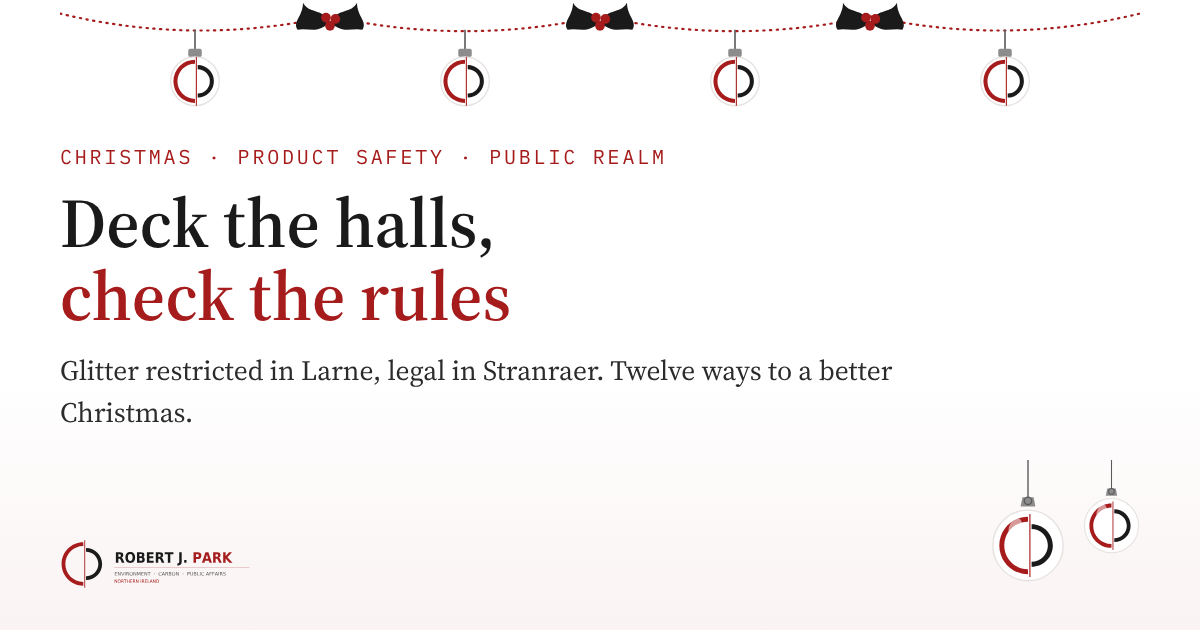 CHRISTMAS · PRODUCT SAFETY · PUBLIC REALM
Deck the halls,
check the rules
Glitter restricted in Larne, legal in Stranraer. Twelve ways to a better
Christmas.
ROBERT J. PARK
ENVIRONMENT · CARBON · PUBLIC AFFAIRS
NORTHERN IRELAND